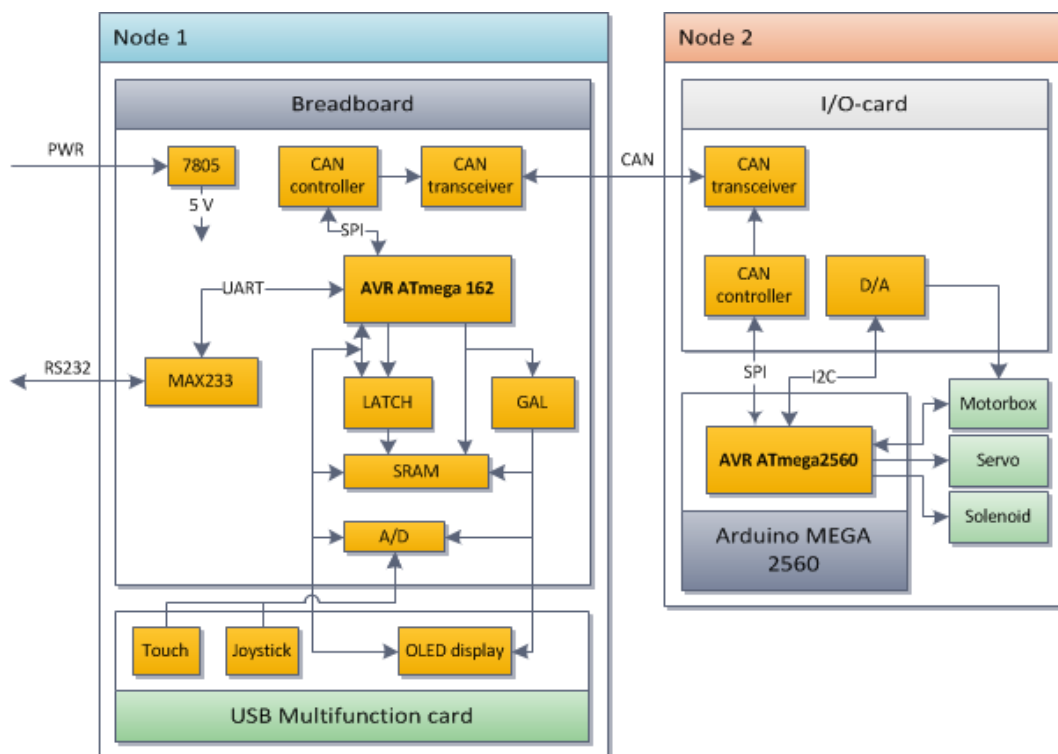 Node 1
Node 2
Breadboard
I/O-card
PWR
7805
CAN
controller
CAN
transceiver
CAN
CAN
transceiver
5 V
SPI
AVR ATmega 162
CAN
controller
D/A
UART
RS232
MAX233
SPI
I2C
LATCH
GAL
Motorbox
AVR ATmega2560
Servo
SRAM
Solenoid
A/D
Arduino MEGA
2560
Touch
Joystick
OLED display
USB Multifunction card